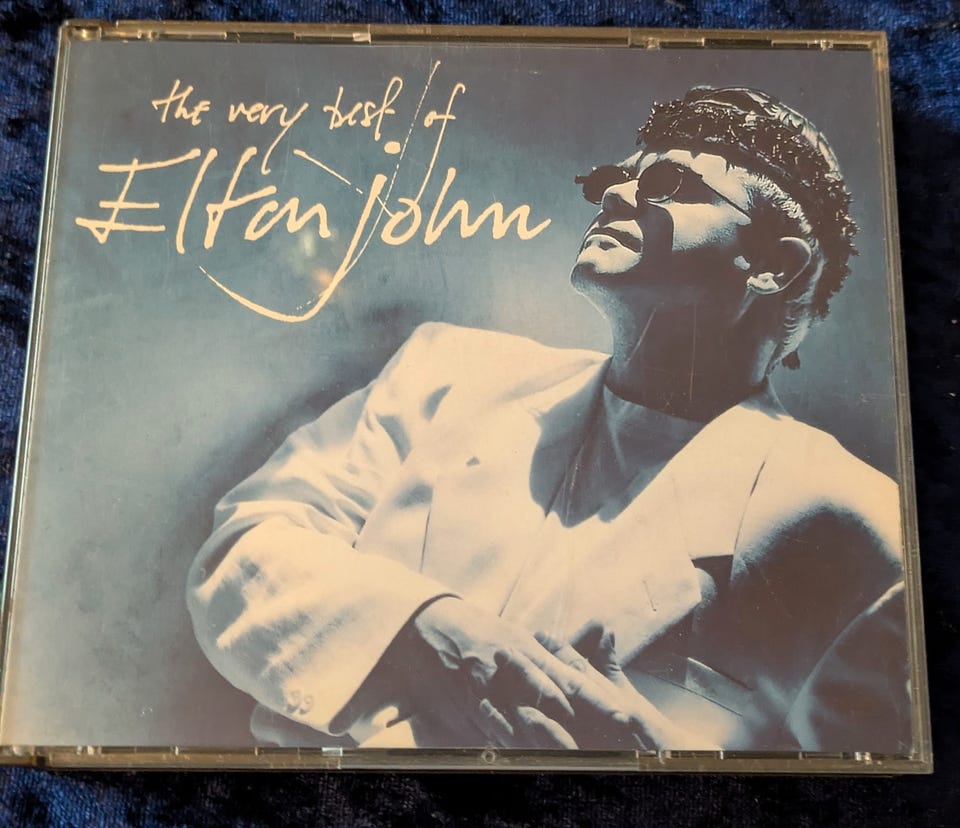 the very best of
Elton john